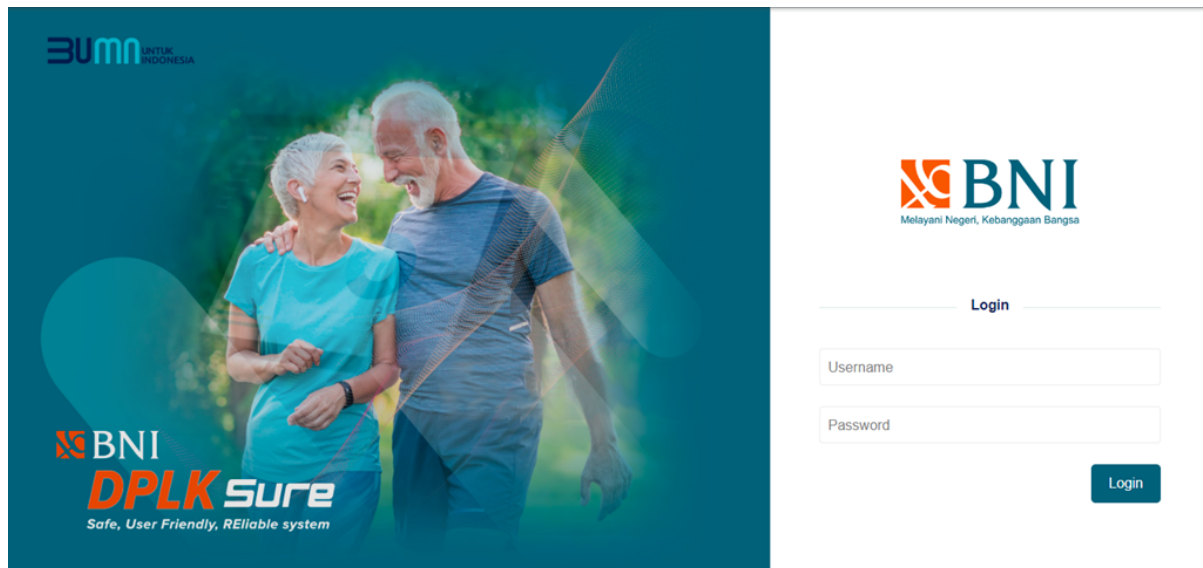 BUMN UNTUK
INDONESIA
BNI
DPLK Sure
Safe, User Friendly, REliable system
BNI
Melayani Negeri, Kebanggaan Bangsa
Login
Username
Password
Login